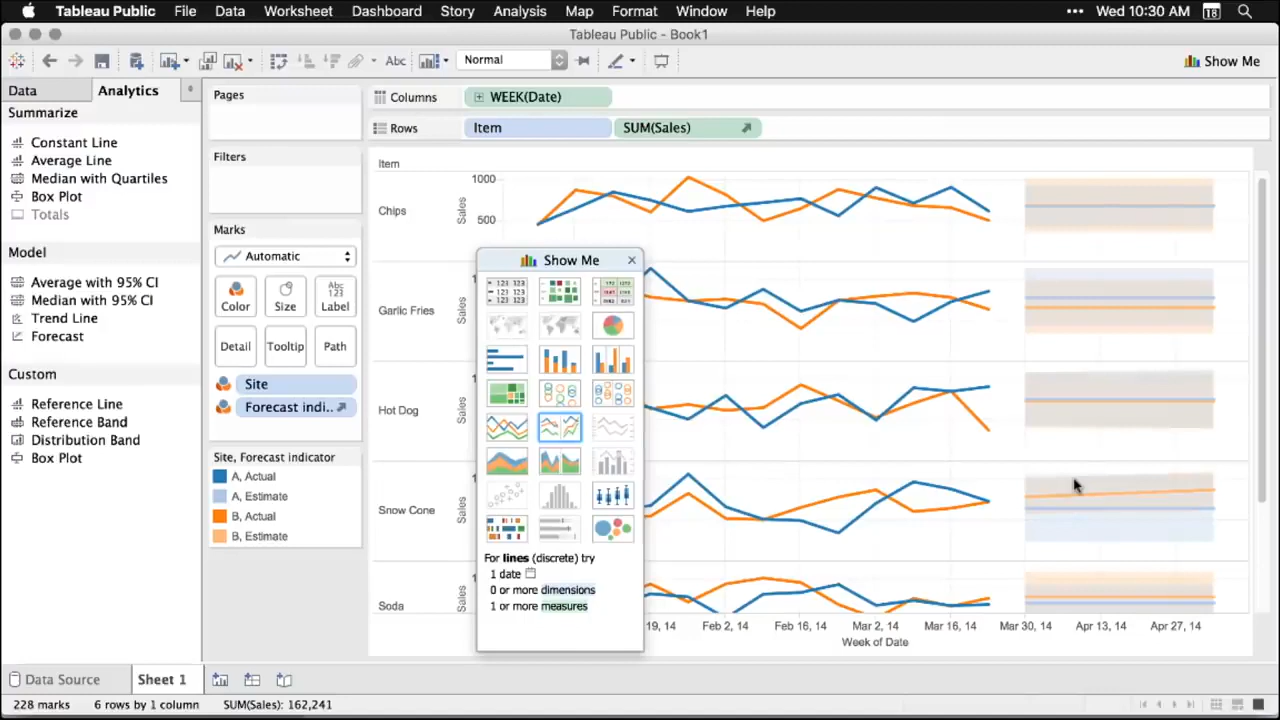 Tableau Public File Data Worksheet Dashboard Story Analysis Map Format Window Help ••• Wed 10:30 AM 18
Tableau Public - Book1
Abc Normal Show Me
Data Analytics
Summarize
Constant Line
Average Line
Median with Quartiles
Box Plot
Totals
Model
Average with 95% CI
Median with 95% CI
Trend Line
Forecast
Custom
Reference Line
Reference Band
Distribution Band
Box Plot
Pages
Filters
Marks
Automatic
Color Size Label
Abc
123
Detail Tooltip Path
Site
Forecast indi..
Site, Forecast indicator
A, Actual
A, Estimate
B, Actual
B, Estimate
Columns WEEK(Date)
Rows Item SUM(Sales)
Item
Chips Sales 1000
500
Garlic Fries Sales
Hot Dog Sales
Snow Cone Sales
Soda Sales
Show Me
For lines (discrete) try
1 date
0 or more dimensions
1 or more measures
19, 14 Feb 2, 14 Feb 16, 14 Mar 2, 14 Mar 16, 14 Mar 30, 14 Apr 13, 14 Apr 27, 14
Week of Date
Data Source Sheet 1
228 marks 6 rows by 1 column SUM(Sales): 162,241